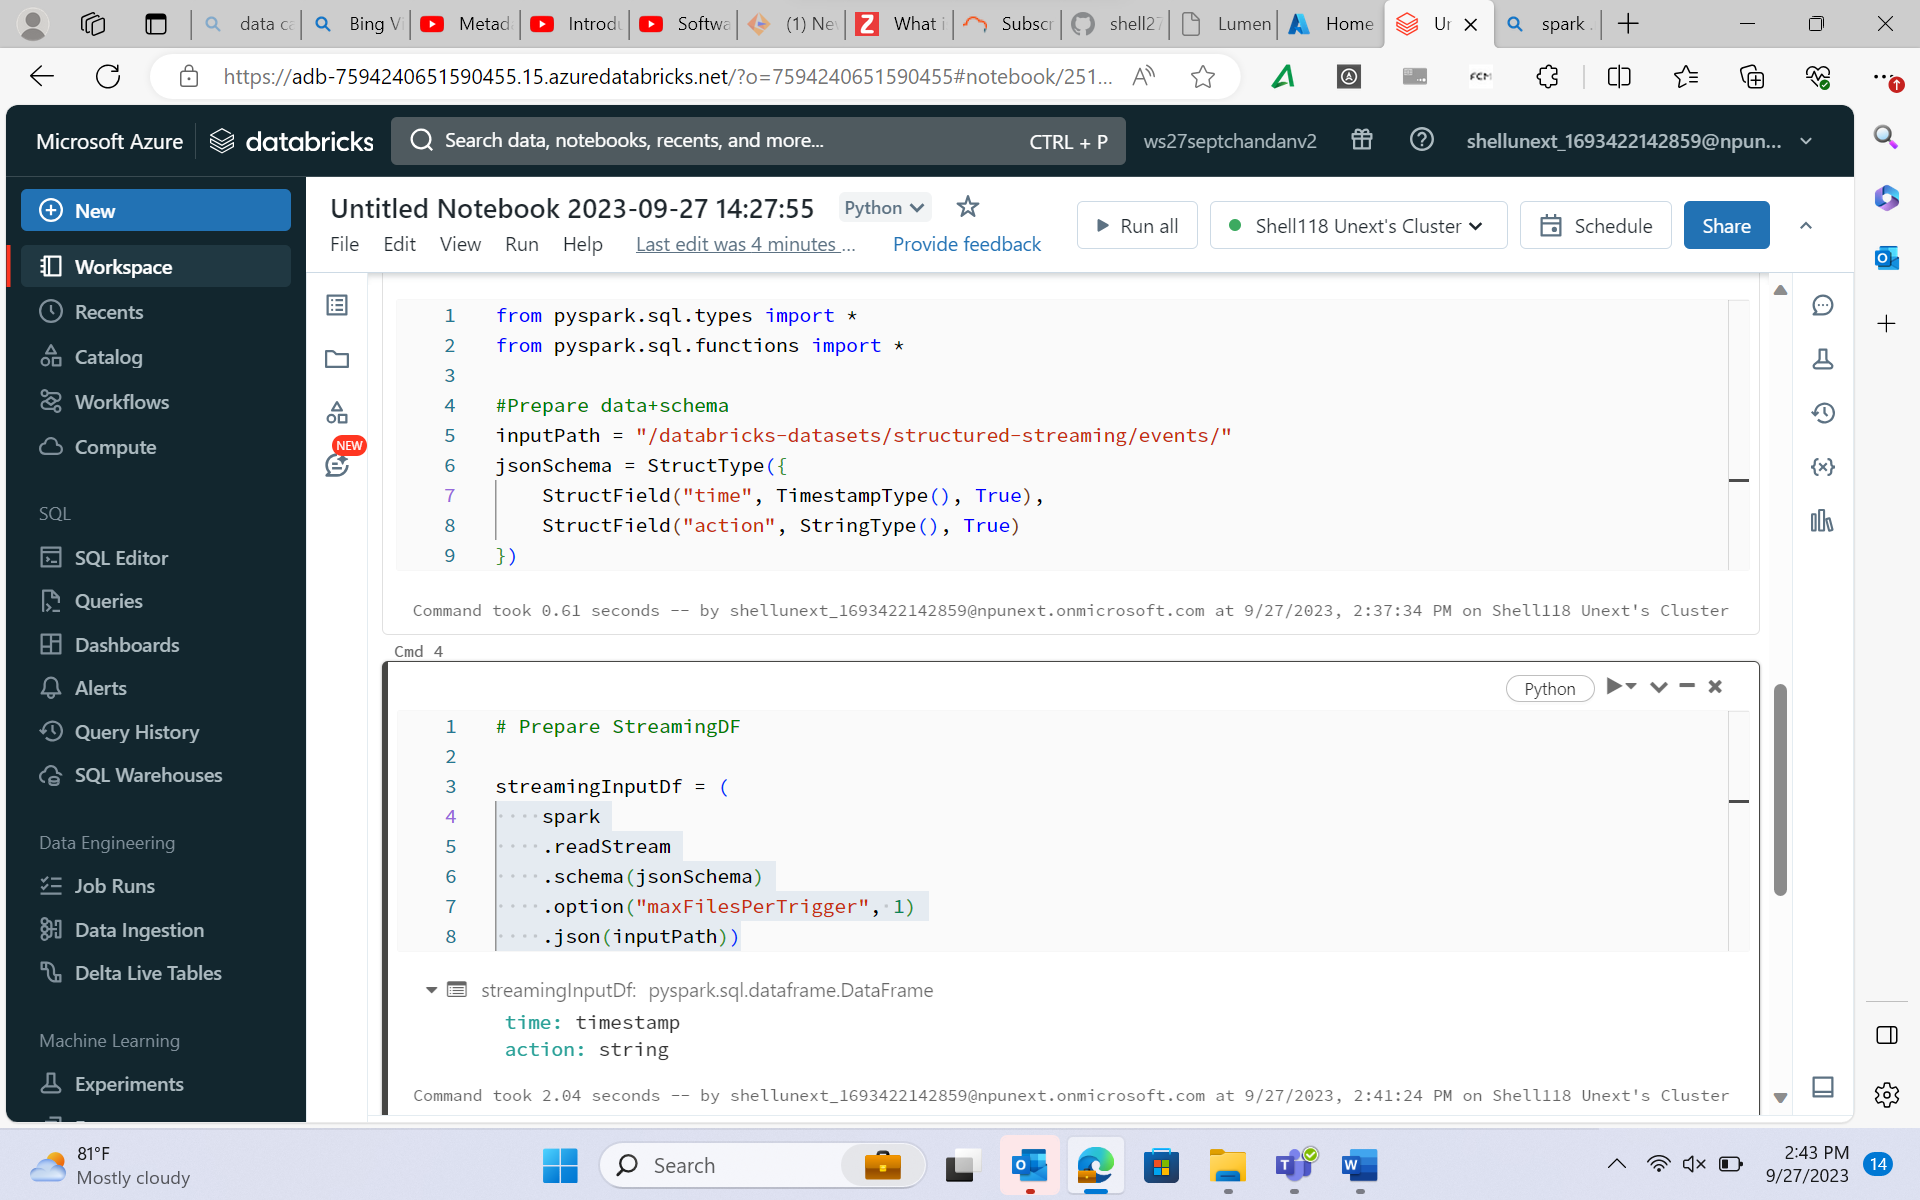 data ca
Bing Vi
Metada
Introdu
Softwa
(1) Nev
What i
Subscr
shell27
Lumen
Home
Un
spark
https://adb-7594240651590455.15.azuredatabricks.net/?o=7594240651590455#notebook/251...
FCM
Microsoft Azure
databricks
Search data, notebooks, recents, and more...
CTRL + P
ws27septchandanv2
shellunext_1693422142859@npun...
New
Workspace
Recents
Catalog
Workflows
Compute
SQL
SQL Editor
Queries
Dashboards
Alerts
Query History
SQL Warehouses
Data Engineering
Job Runs
Data Ingestion
Delta Live Tables
Machine Learning
Experiments
Untitled Notebook 2023-09-27 14:27:55
Python
File Edit View Run Help Last edit was 4 minutes ... Provide feedback
Run all
Shell118 Unext's Cluster
Schedule
Share
NEW
1 from pyspark.sql.types import *
2 from pyspark.sql.functions import *
3
4 #Prepare data+schema
5 inputPath = "/databricks-datasets/structured-streaming/events/"
6 jsonSchema = StructType({
7 StructField("time", TimestampType(), True),
8 StructField("action", StringType(), True)
9 })
Command took 0.61 seconds -- by shellunext_1693422142859@npunext.onmicrosoft.com at 9/27/2023, 2:37:34 PM on Shell118 Unext's Cluster
Cmd 4
Python
1 # Prepare StreamingDF
2
3 streamingInputDf = (
4 spark
5 .readStream
6 .schema(jsonSchema)
7 .option("maxFilesPerTrigger", 1)
8 .json(inputPath))
streamingInputDf: pyspark.sql.dataframe.DataFrame
time: timestamp
action: string
Command took 2.04 seconds -- by shellunext_1693422142859@npunext.onmicrosoft.com at 9/27/2023, 2:41:24 PM on Shell118 Unext's Cluster
81°F
Mostly cloudy
Search
2:43 PM
9/27/2023
14